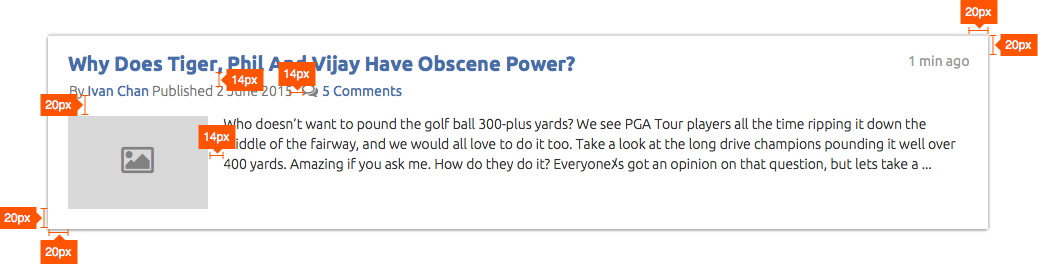 20px
20px
Why Does Tiger, Phil And Vijay Have Obscene Power?
1 min ago
14px
14px
By Ivan Chan Published 2 June 2015 5 Comments
20px
Who doesn't want to pound the golf ball 300-plus yards? We see PGA Tour players all the time ripping it down the
14px
middle of the fairway, and we would all love to do it too. Take a look at the long drive champions pounding it well over
400 yards. Amazing if you ask me. How do they do it? EveryoneXs got an opinion on that question, but lets take a ...
20px
20px